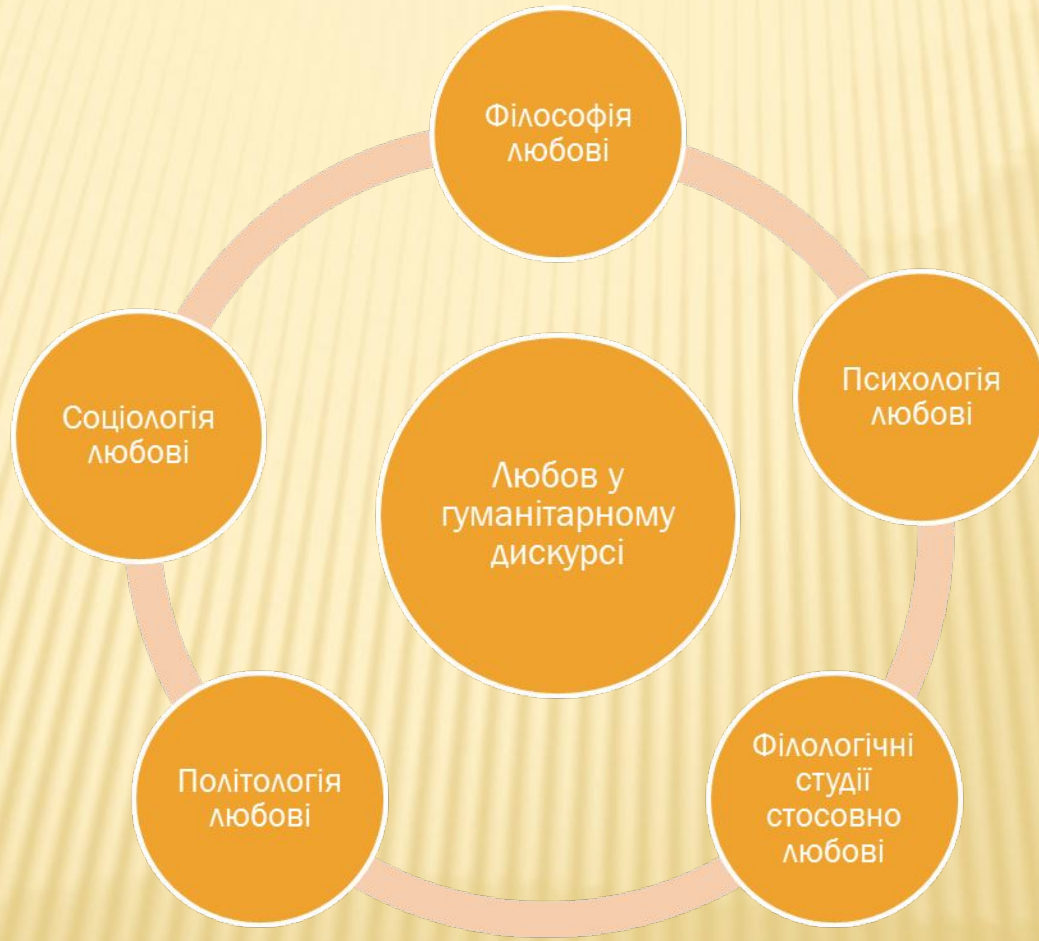 Філософія
любові
Психологія
любові
Філологічні
студії
стосовно
любові
Політологія
любові
Соціологія
любові
Любов у
гуманітарному
дискурсі